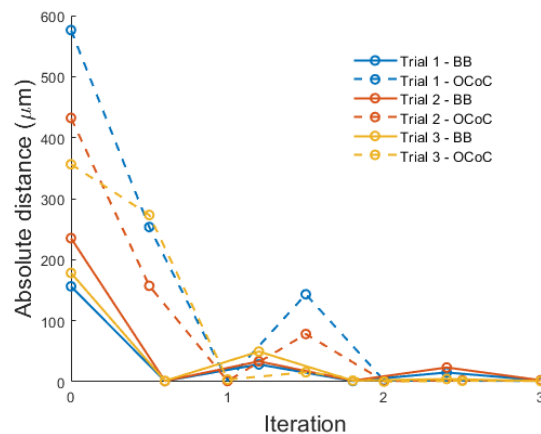 600
500
400
300
200
100
0
Absolute distance (μm)
Trial 1 - BB
Trial 1 - OCoC
Trial 2 - BB
Trial 2 - OCoC
Trial 3 - BB
Trial 3 - OCoC
0 1 2 3
Iteration